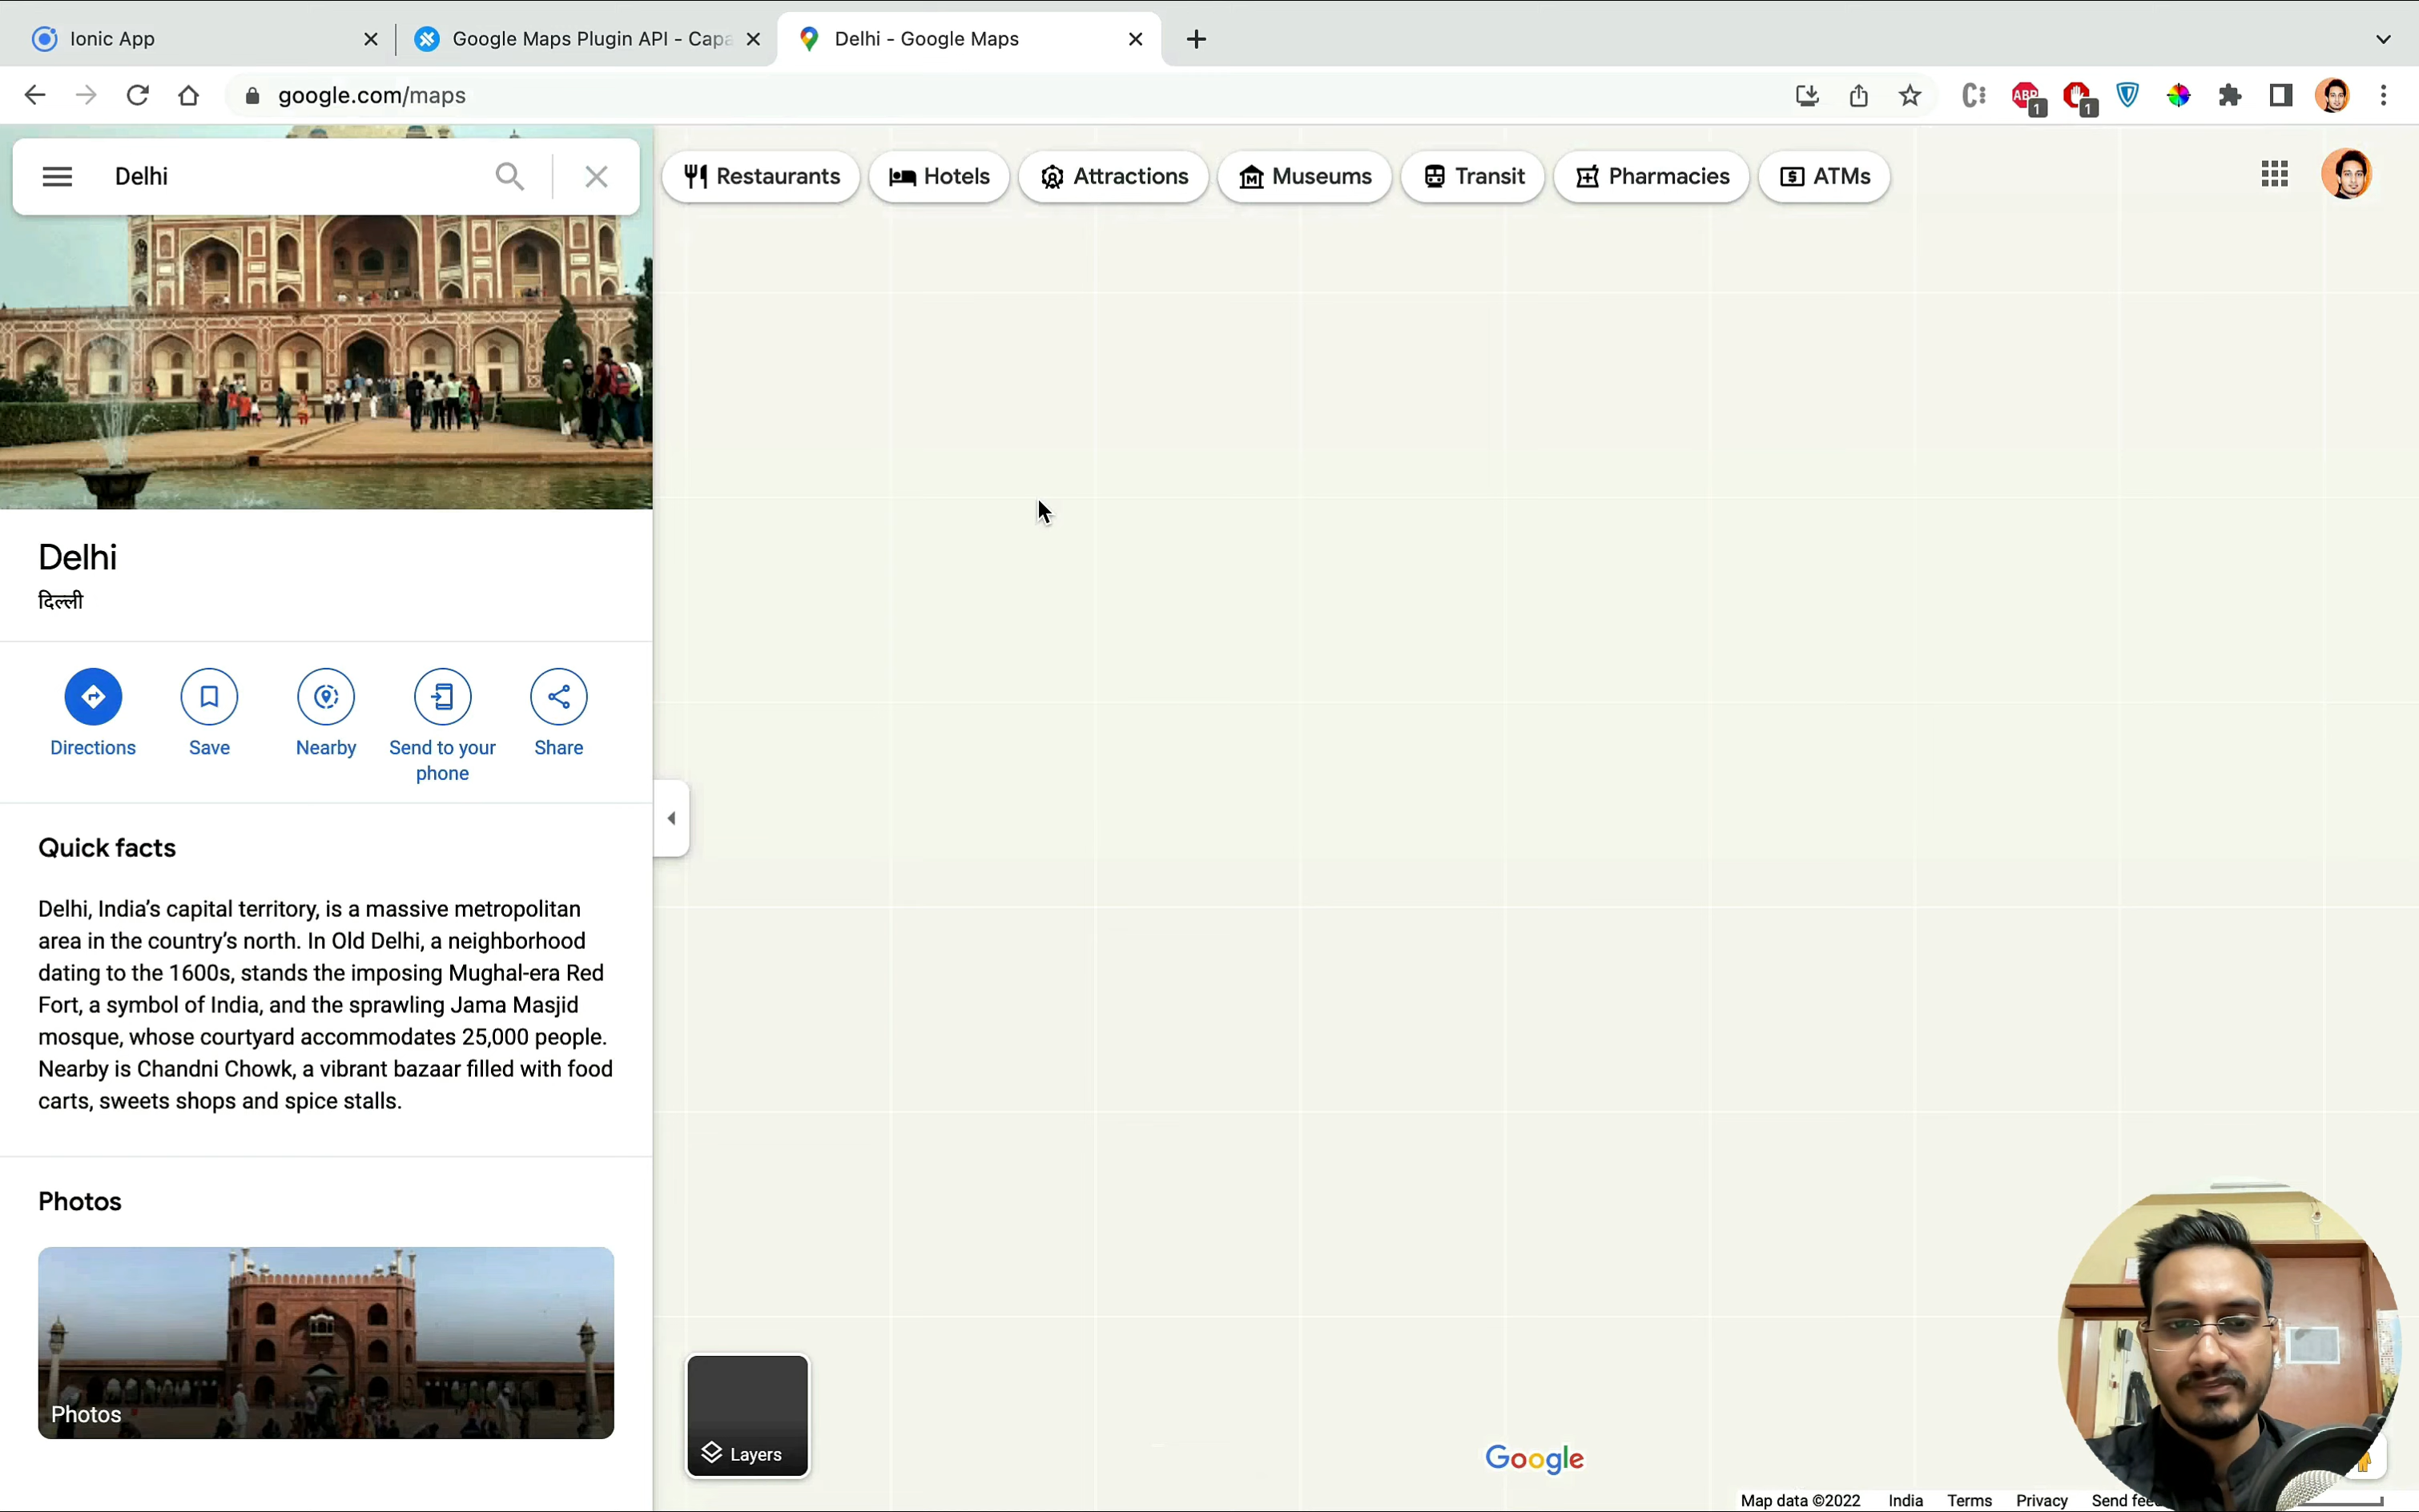 Ionic App
Google Maps Plugin API - Capa
Delhi - Google Maps
google.com/maps
ABP 1 1
Delhi
Restaurants
Hotels
Attractions
Museums
Transit
Pharmacies
ATMs
Delhi
दिल्ली
Directions
Save
Nearby
Send to your
phone
Share
Quick facts
Delhi, India’s capital territory, is a massive metropolitan
area in the country’s north. In Old Delhi, a neighborhood
dating to the 1600s, stands the imposing Mughal-era Red
Fort, a symbol of India, and the sprawling Jama Masjid
mosque, whose courtyard accommodates 25,000 people.
Nearby is Chandni Chowk, a vibrant bazaar filled with food
carts, sweets shops and spice stalls.
Photos
Photos
Layers
Google
Map data ©2022 India Terms Privacy Send